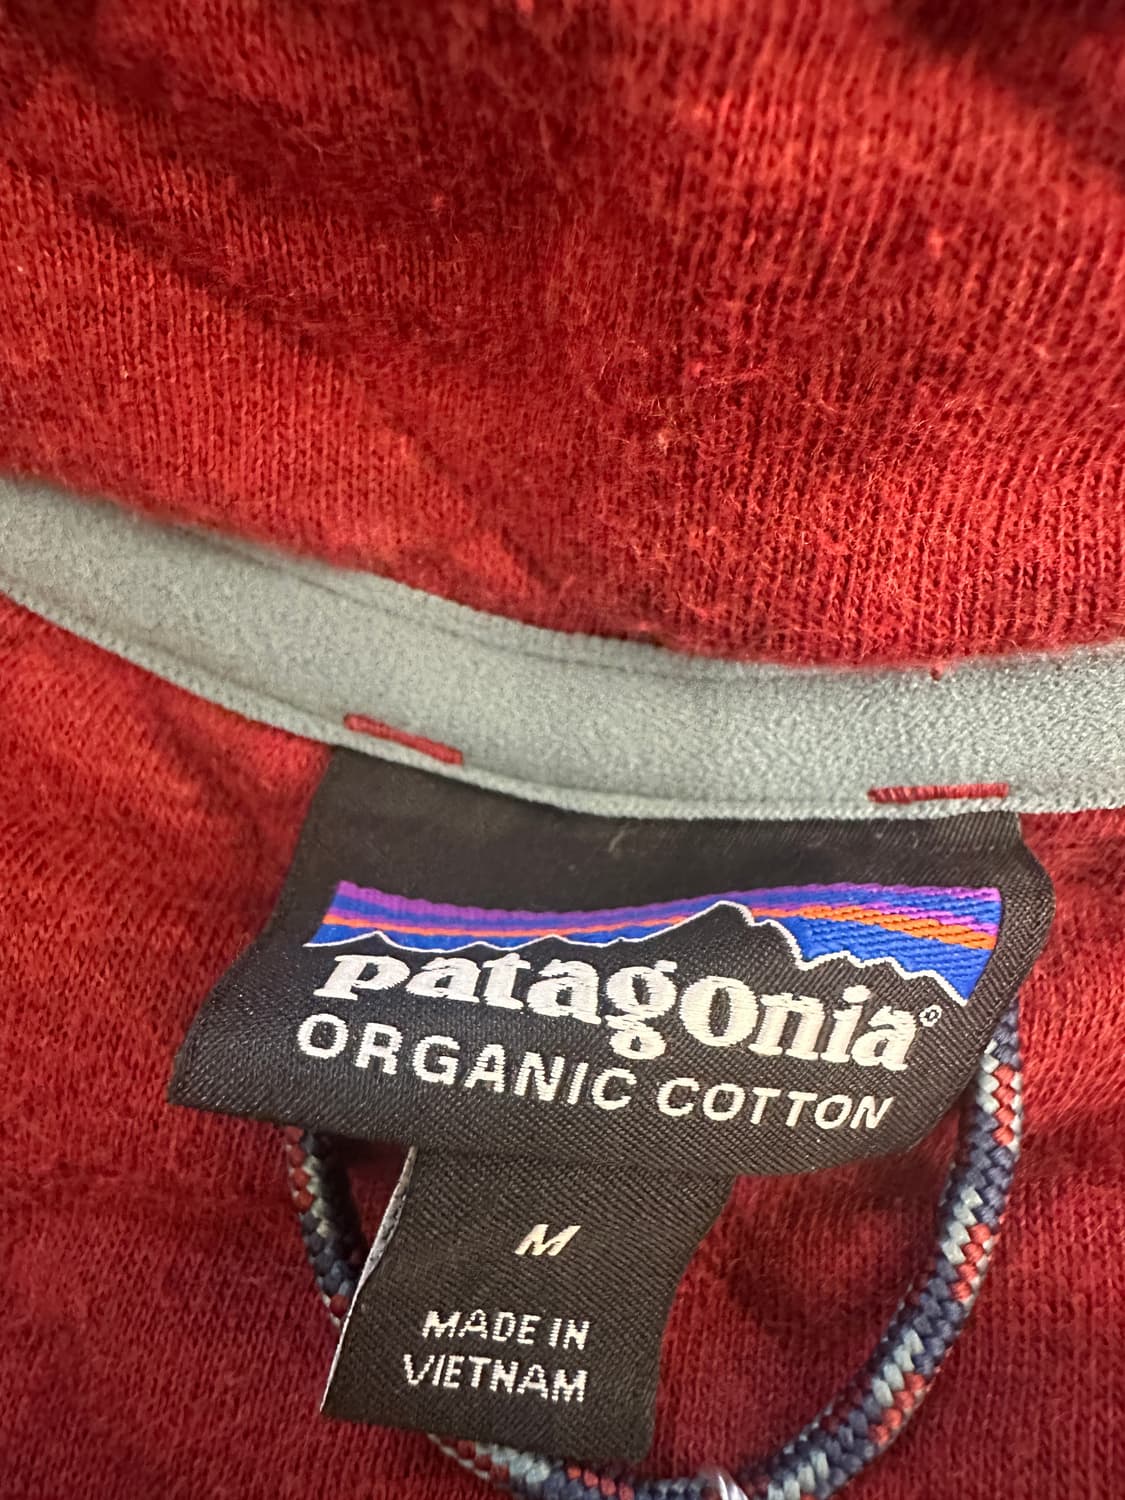 patagonia®
ORGANIC COTTON
M
MADE IN
VIETNAM